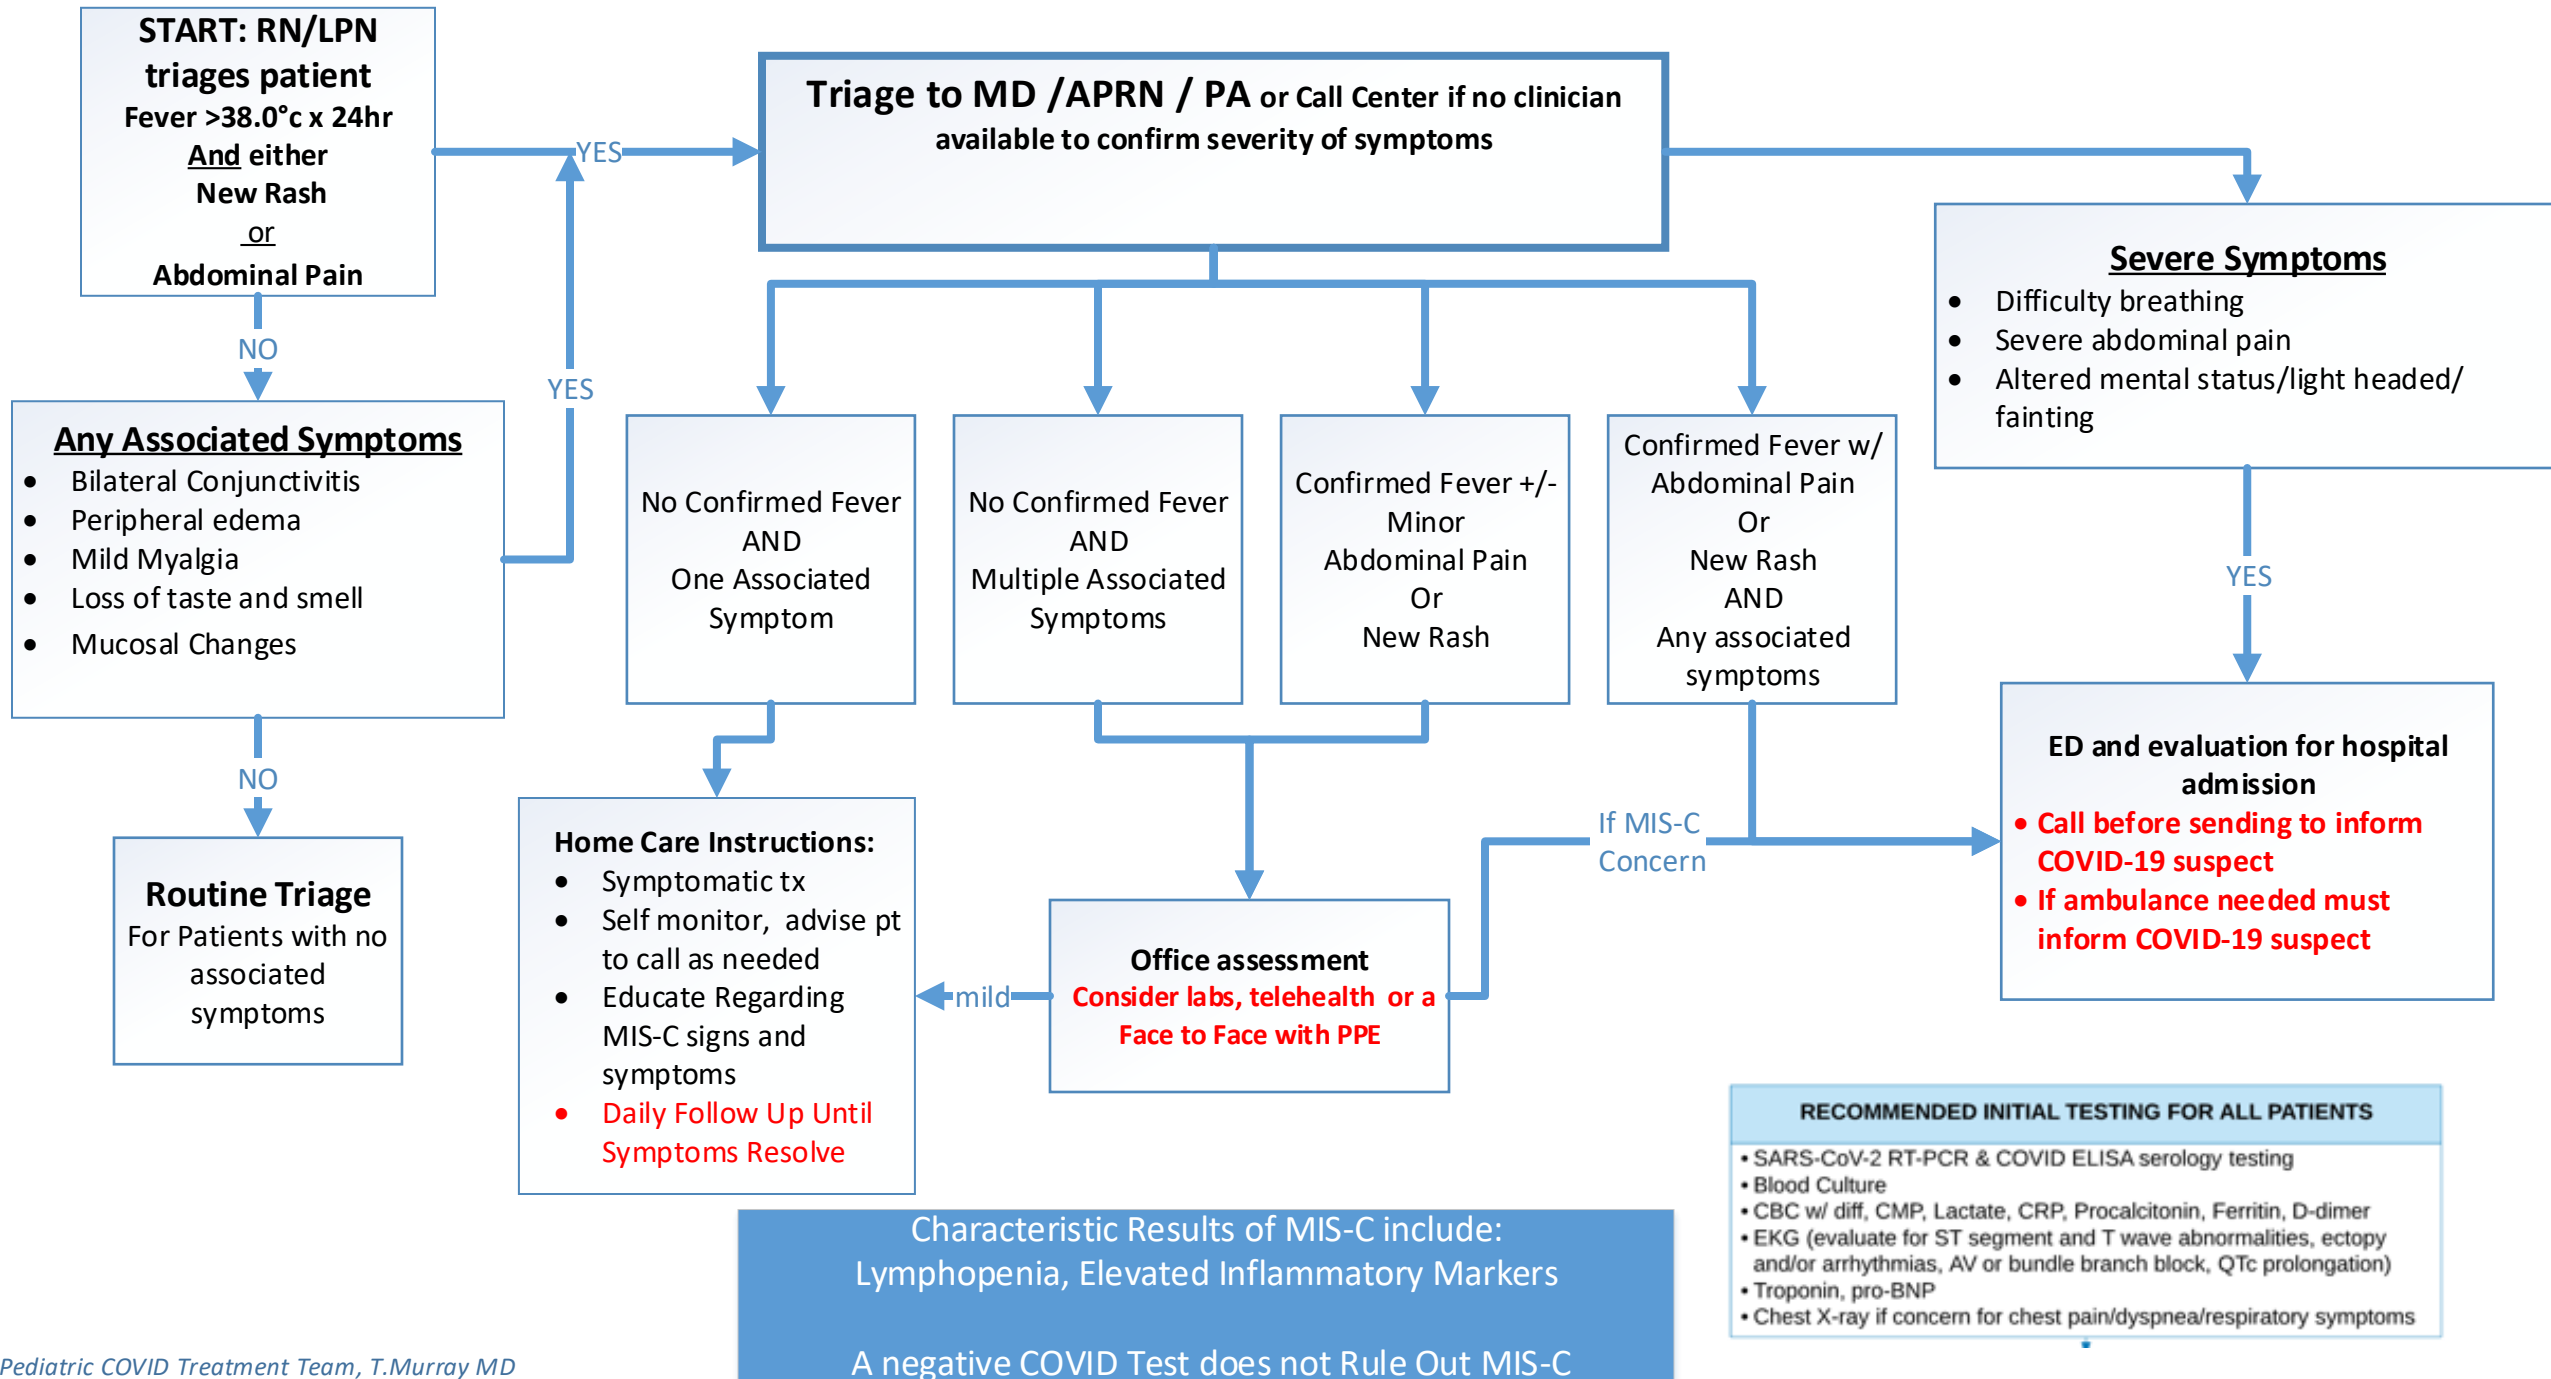 START: RN/LPN
triages patient
Fever >38.0°c x 24hr
And either
New Rash
or
Abdominal Pain
YES
Triage to MD /APRN / PA or Call Center if no clinician
available to confirm severity of symptoms
Severe Symptoms
• Difficulty breathing
• Severe abdominal pain
• Altered mental status/light headed/
fainting
NO
YES
Any Associated Symptoms
• Bilateral Conjunctivitis
• Peripheral edema
• Mild Myalgia
• Loss of taste and smell
• Mucosal Changes
No Confirmed Fever
AND
One Associated
Symptom
No Confirmed Fever
AND
Multiple Associated
Symptoms
Confirmed Fever +/-
Minor
Abdominal Pain
Or
New Rash
Confirmed Fever w/
Abdominal Pain
Or
New Rash
AND
Any associated
symptoms
YES
NO
Routine Triage
For Patients with no
associated
symptoms
Home Care Instructions:
• Symptomatic tx
• Self monitor, advise pt
to call as needed
• Educate Regarding
MIS-C signs and
symptoms
• Daily Follow Up Until
Symptoms Resolve
mild
Office assessment
Consider labs, telehealth or a
Face to Face with PPE
If MIS-C
Concern
ED and evaluation for hospital
admission
• Call before sending to inform
COVID-19 suspect
• If ambulance needed must
inform COVID-19 suspect
RECOMMENDED INITIAL TESTING FOR ALL PATIENTS
• SARS-CoV-2 RT-PCR & COVID ELISA serology testing
• Blood Culture
• CBC w/ diff, CMP, Lactate, CRP, Procalcitonin, Ferritin, D-dimer
• EKG (evaluate for ST segment and T wave abnormalities, ectopy
and/or arrhythmias, AV or bundle branch block, QTc prolongation)
• Troponin, pro-BNP
• Chest X-ray if concern for chest pain/dyspnea/respiratory symptoms
Characteristic Results of MIS-C include:
Lymphopenia, Elevated Inflammatory Markers
A negative COVID Test does not Rule Out MIS-C
Pediatric COVID Treatment Team, T.Murray MD